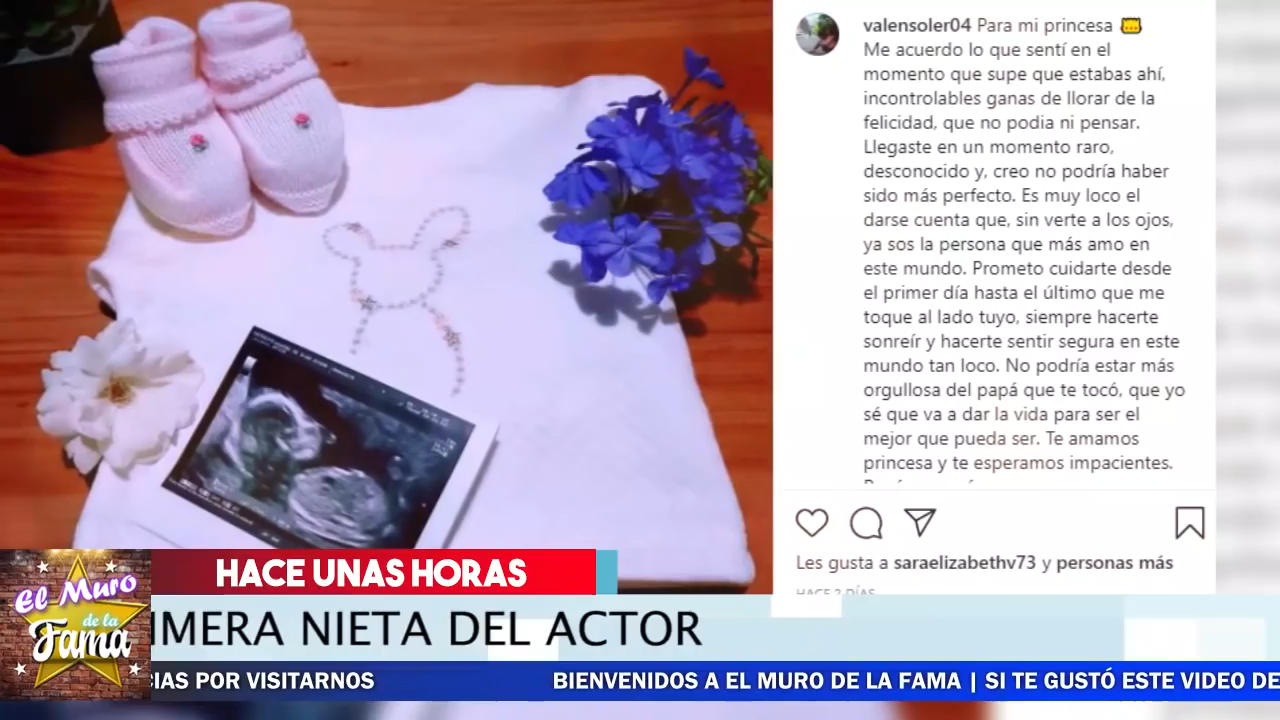 valensoler04 Para mi princesa
Me acuerdo lo que sentí en el
momento que supe que estabas ahí,
incontrolables ganas de llorar de la
felicidad, que no podia ni pensar.
Llegaste en un momento raro,
desconocido y, creo no podría haber
sido más perfecto. Es muy loco el
darse cuenta que, sin verte a los ojos,
ya sos la persona que más amo en
este mundo. Prometo cuidarte desde
el primer día hasta el último que me
toque al lado tuyo, siempre hacerte
sonreír y hacerte sentir segura en este
mundo tan loco. No podría estar más
orgullosa del papá que te tocó, que yo
sé que va a dar la vida para ser el
mejor que pueda ser. Te amamos
princesa y te esperamos impacientes.
Les gusta a saraelizabethv73 y personas más
HACE 2 DÍAS
HACE UNAS HORAS
El Muro
de la
Fama
IMERA NIETA DEL ACTOR
IAS POR VISITARNOS
BIENVENIDOS A EL MURO DE LA FAMA | SI TE GUSTÓ ESTE VIDEO DE